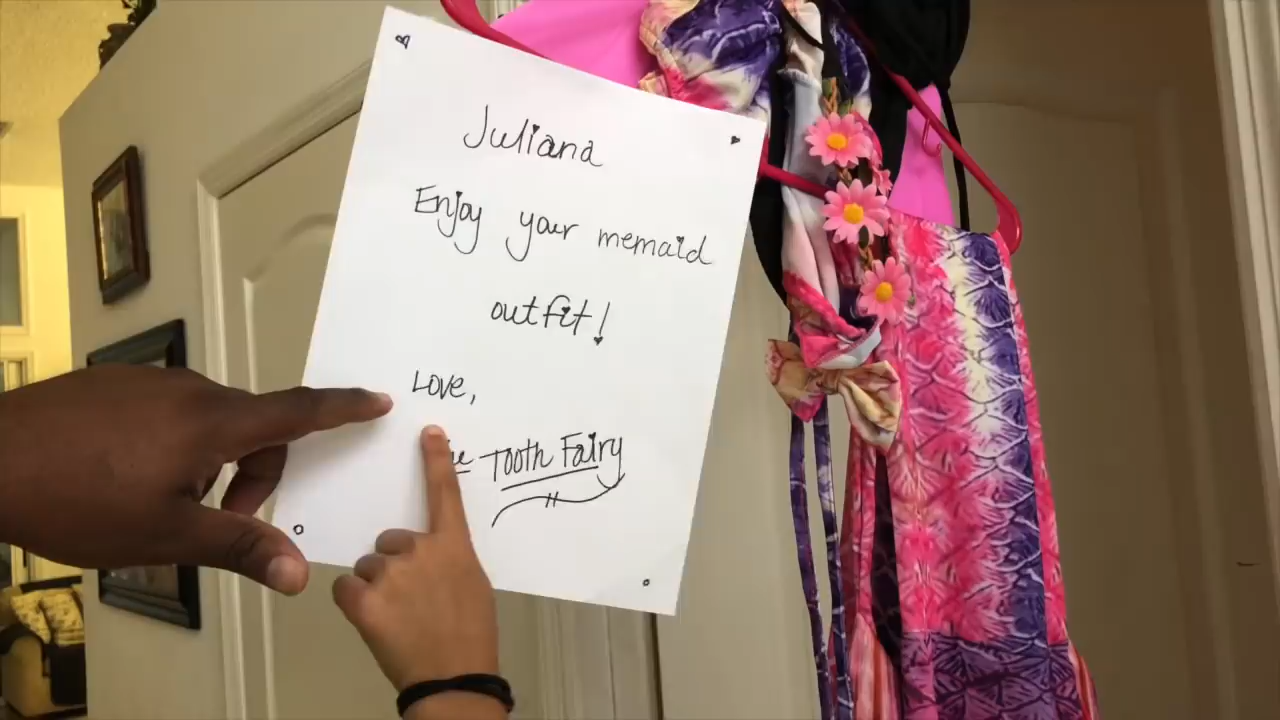 Juliana
Enjoy your memaid
outfit!
Love,
Tooth Fairy